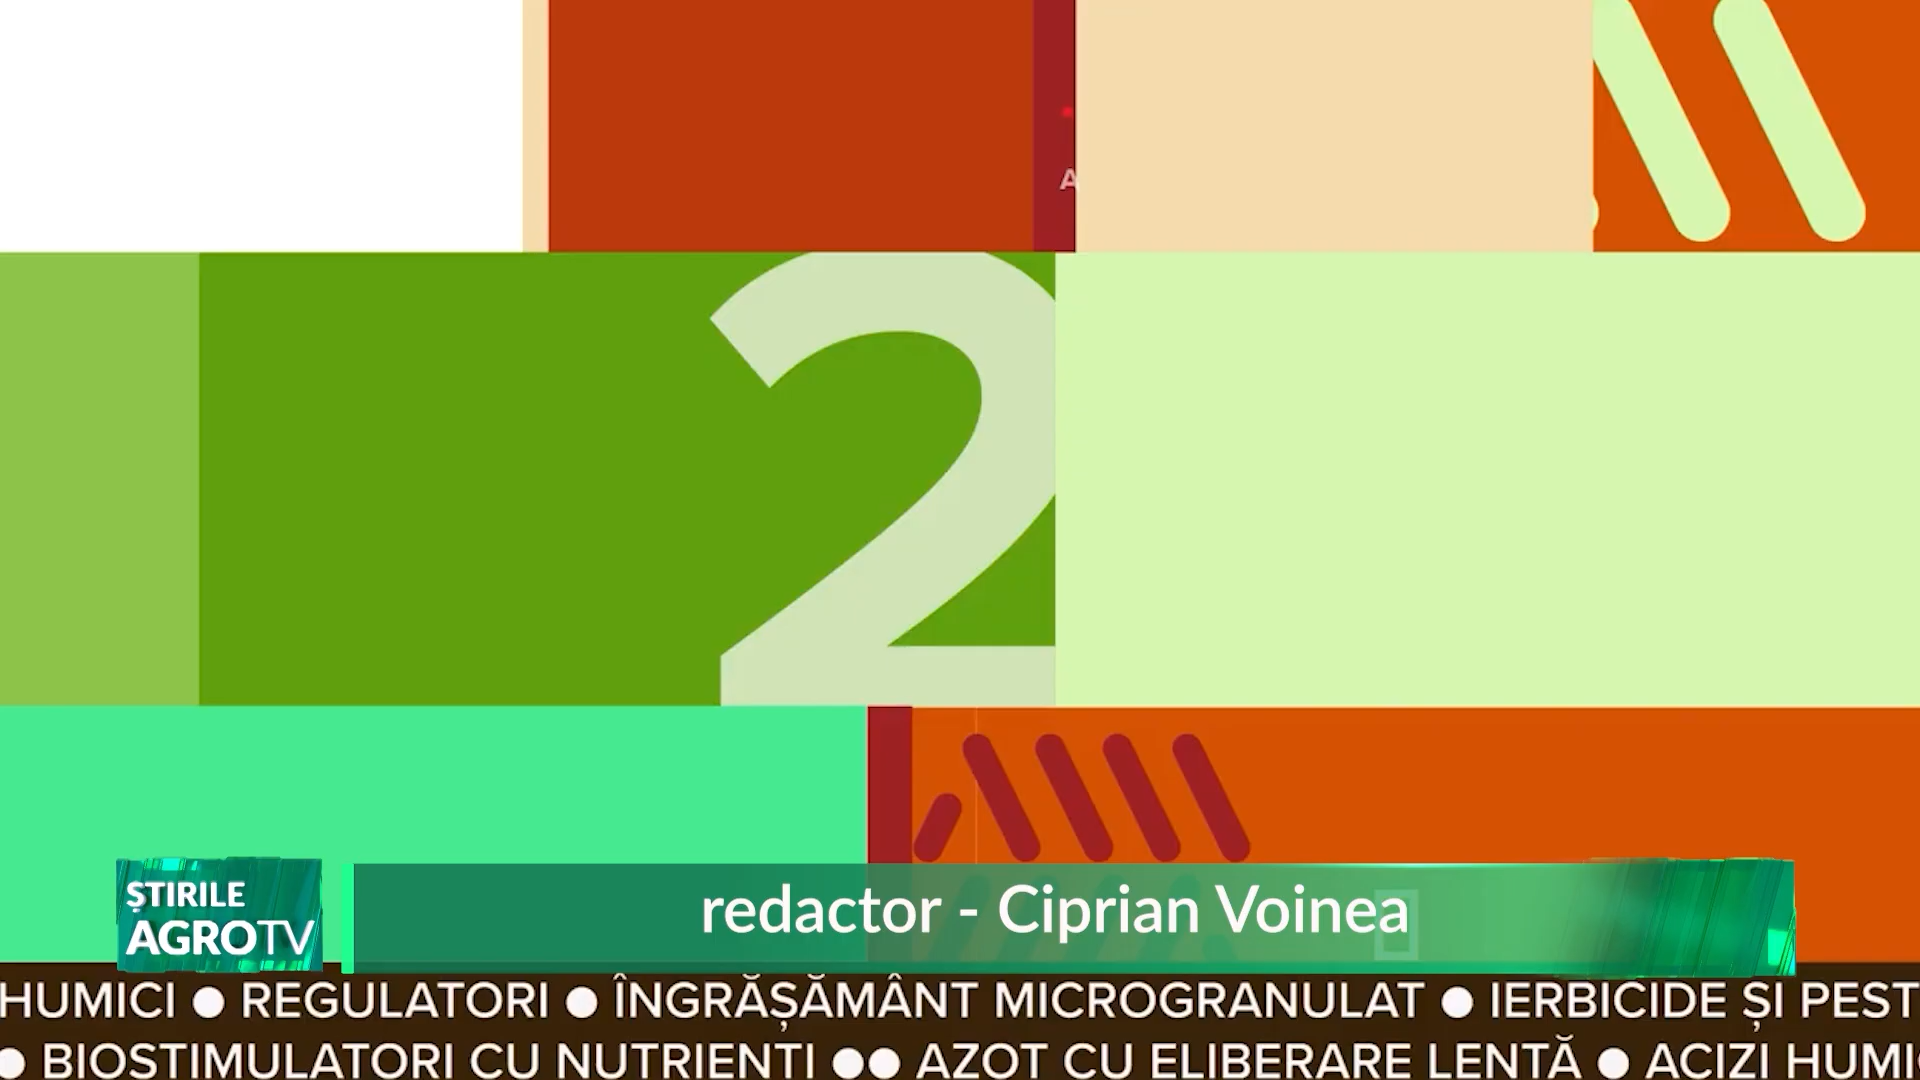 A
2
ȘTIRILE
AGROTV
redactor - Ciprian Voinea
HUMICI ● REGULATORI ● ÎNGRĂȘĂMÂNT MICROGRANULAT ● IERBICIDE ȘI PEST
● BIOSTIMULATORI CU NUTRIENTI ●● AZOT CU ELIBERARE LENTĂ ● ACIZI HUMI